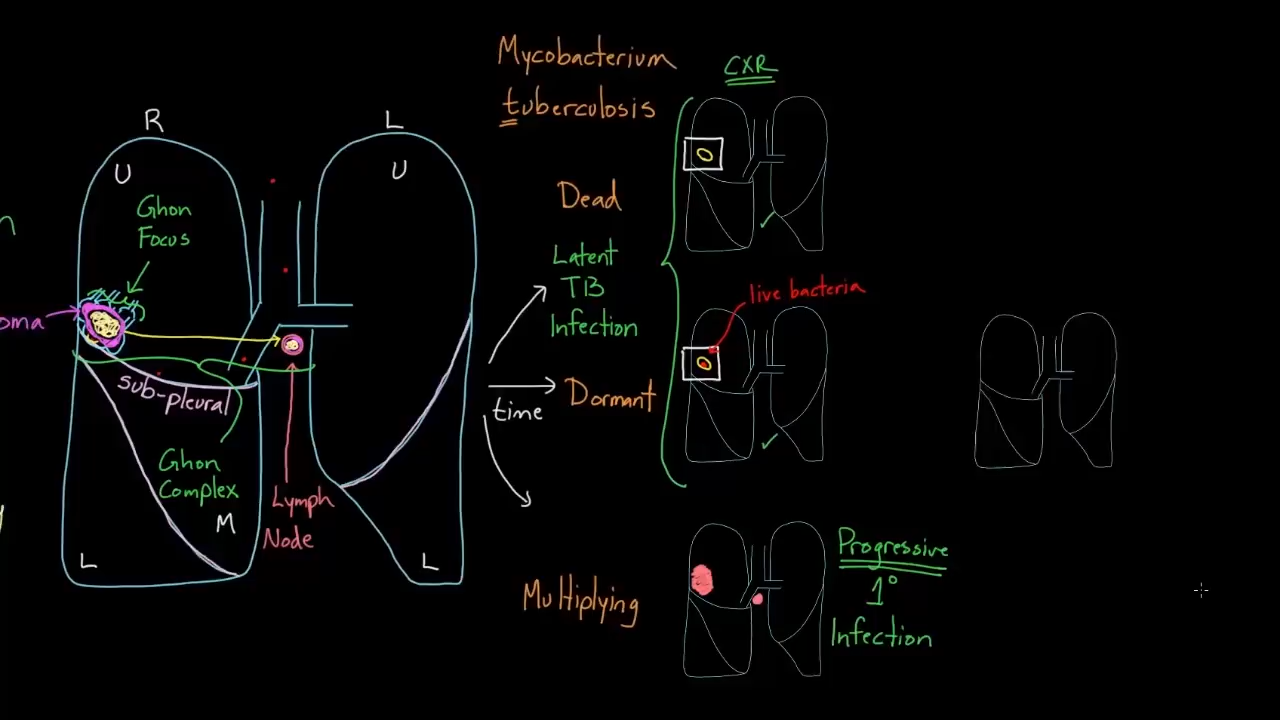 R
L
U
U
Ghon
Focus
n
oma
sub-pleural
Ghon
Complex
M
Lymph
Node
L
L
Mycobacterium
tuberculosis
CXR
Dead
Latent
TB
Infection
live bacteria
time
Dormant
Multiplying
Progressive
1°
Infection